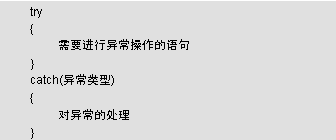 try
{
需要进行异常操作的语句
}
catch(异常类型)
{
对异常的处理
}